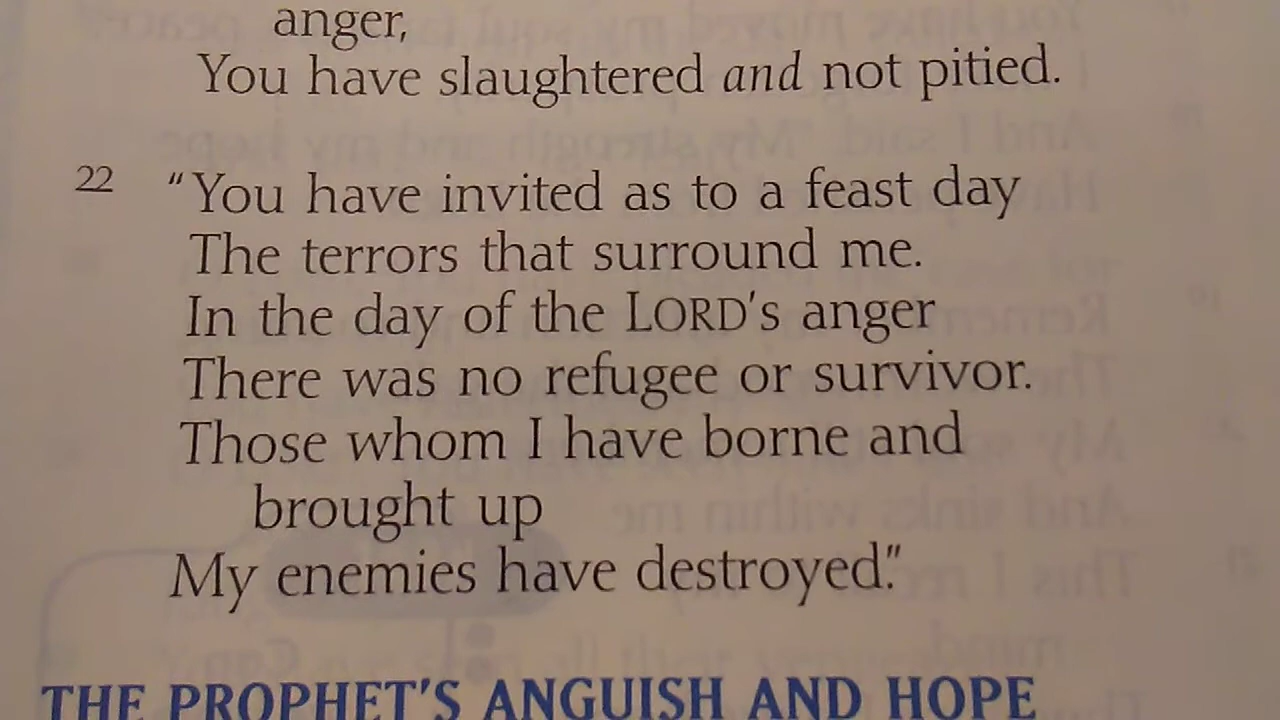 anger,
You have slaughtered and not pitied.
22 "You have invited as to a feast day
The terrors that surround me.
In the day of the LORD's anger
There was no refugee or survivor.
Those whom I have borne and
brought up
My enemies have destroyed."
THE PROPHET'S ANGUISH AND HOPE